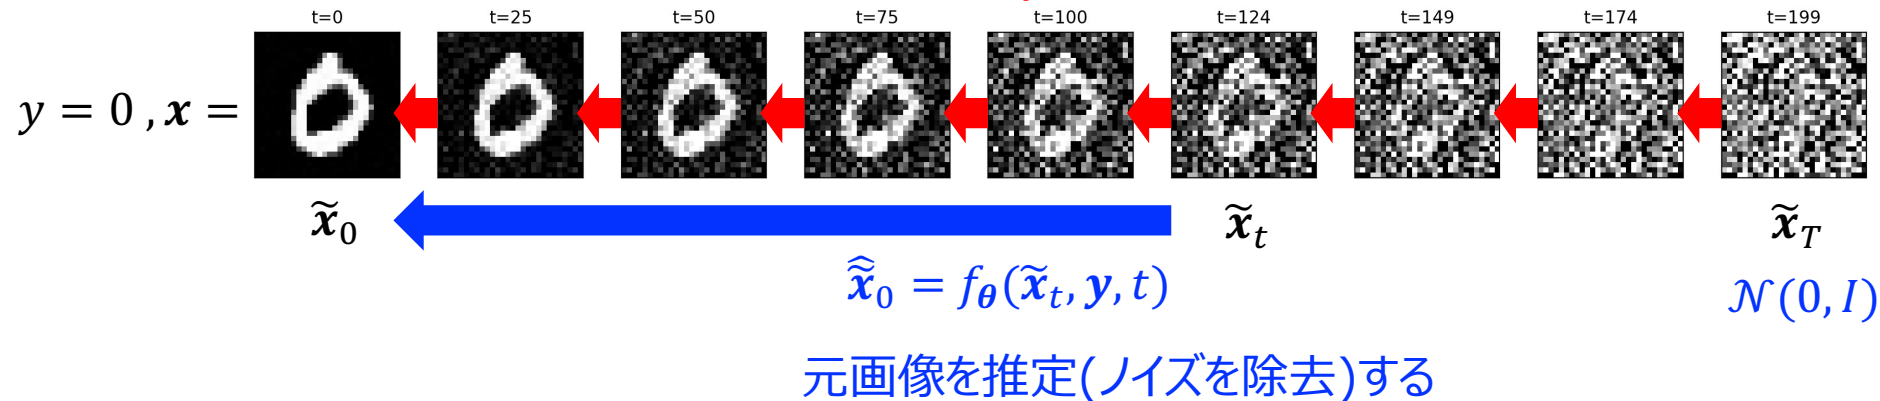 t=0 t=25 t=50 t=75 t=100 t=124 t=149 t=174 t=199
y = 0 , x =
x̃₀ x̃ₜ x̃_T
x̃̂₀ = f_θ(x̃ₜ, y, t) 𝒩(0, I)
元画像を推定(ノイズを除去)する